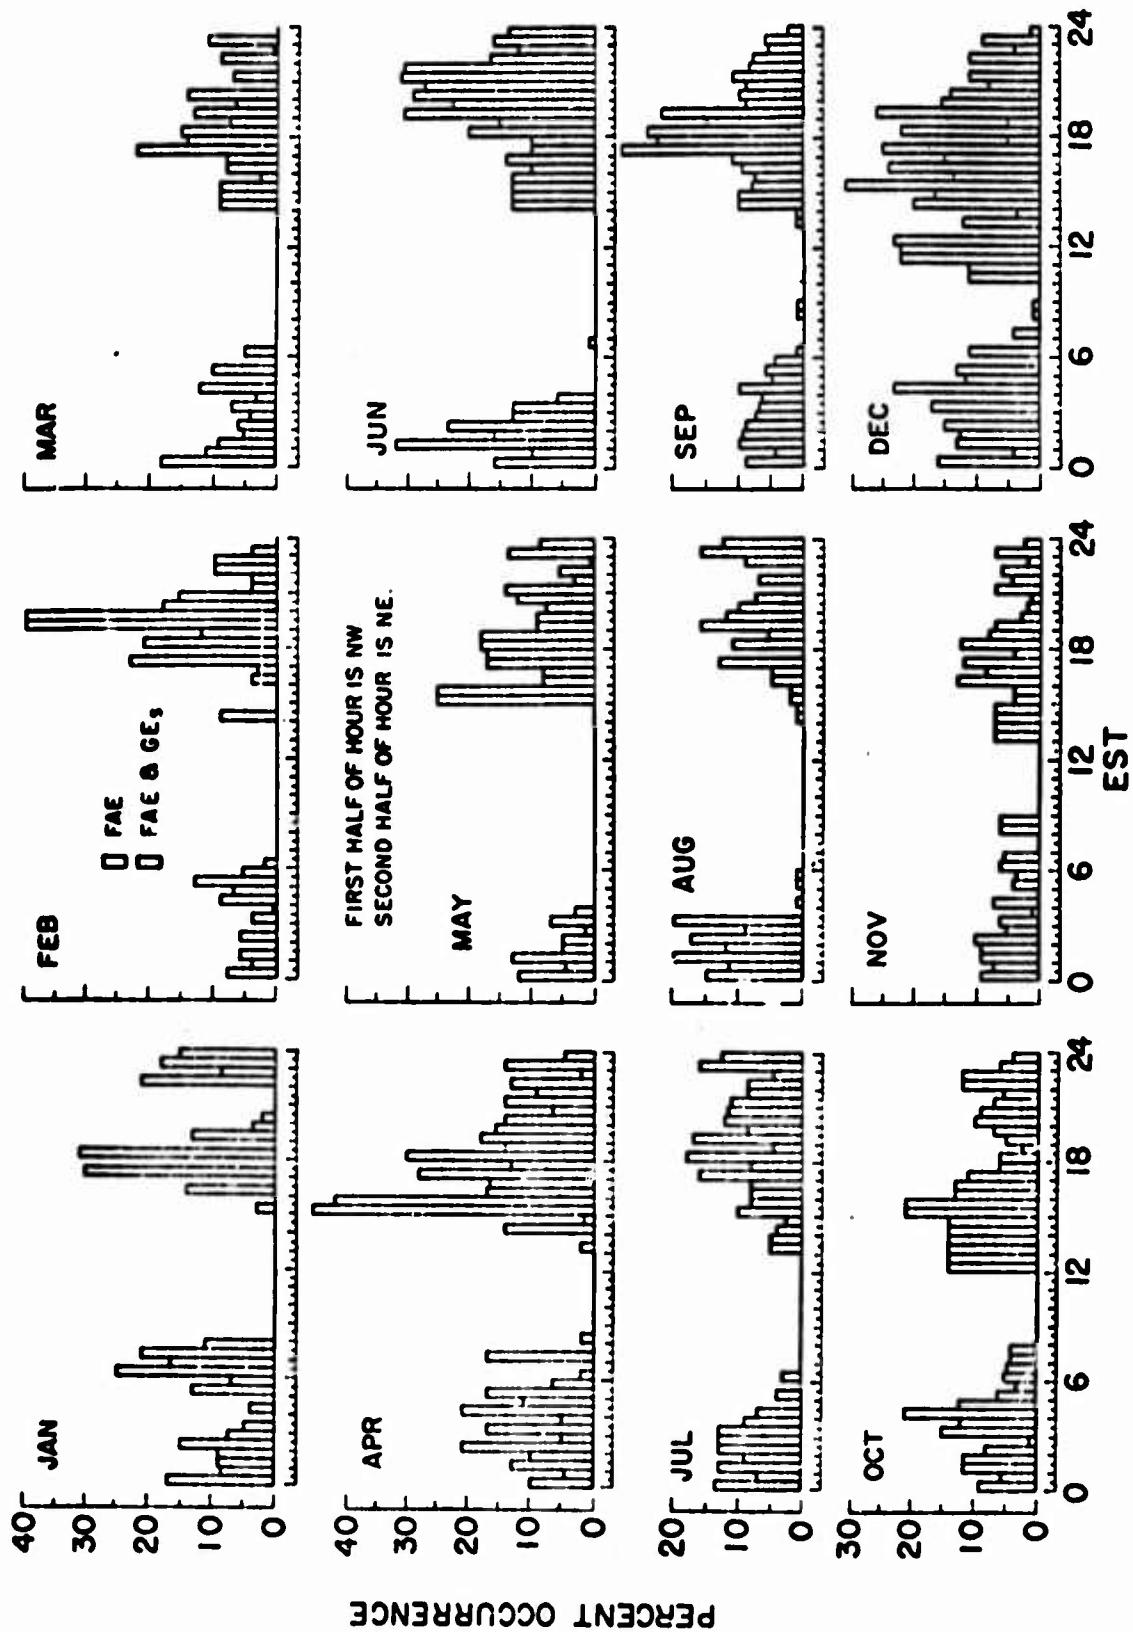 PERCENT OCCURRENCE
40
30
20
10
0
JAN
FEB
▯ FAE
▯ FAE & GEs
MAR
40
30
20
10
0
APR
FIRST HALF OF HOUR IS NW
SECOND HALF OF HOUR IS NE.
MAY
JUN
20
10
0
JUL
AUG
SEP
30
20
10
0
OCT
NOV
DEC
0 6 12 18 24
0 6 12 18 24
0 6 12 18 24
EST